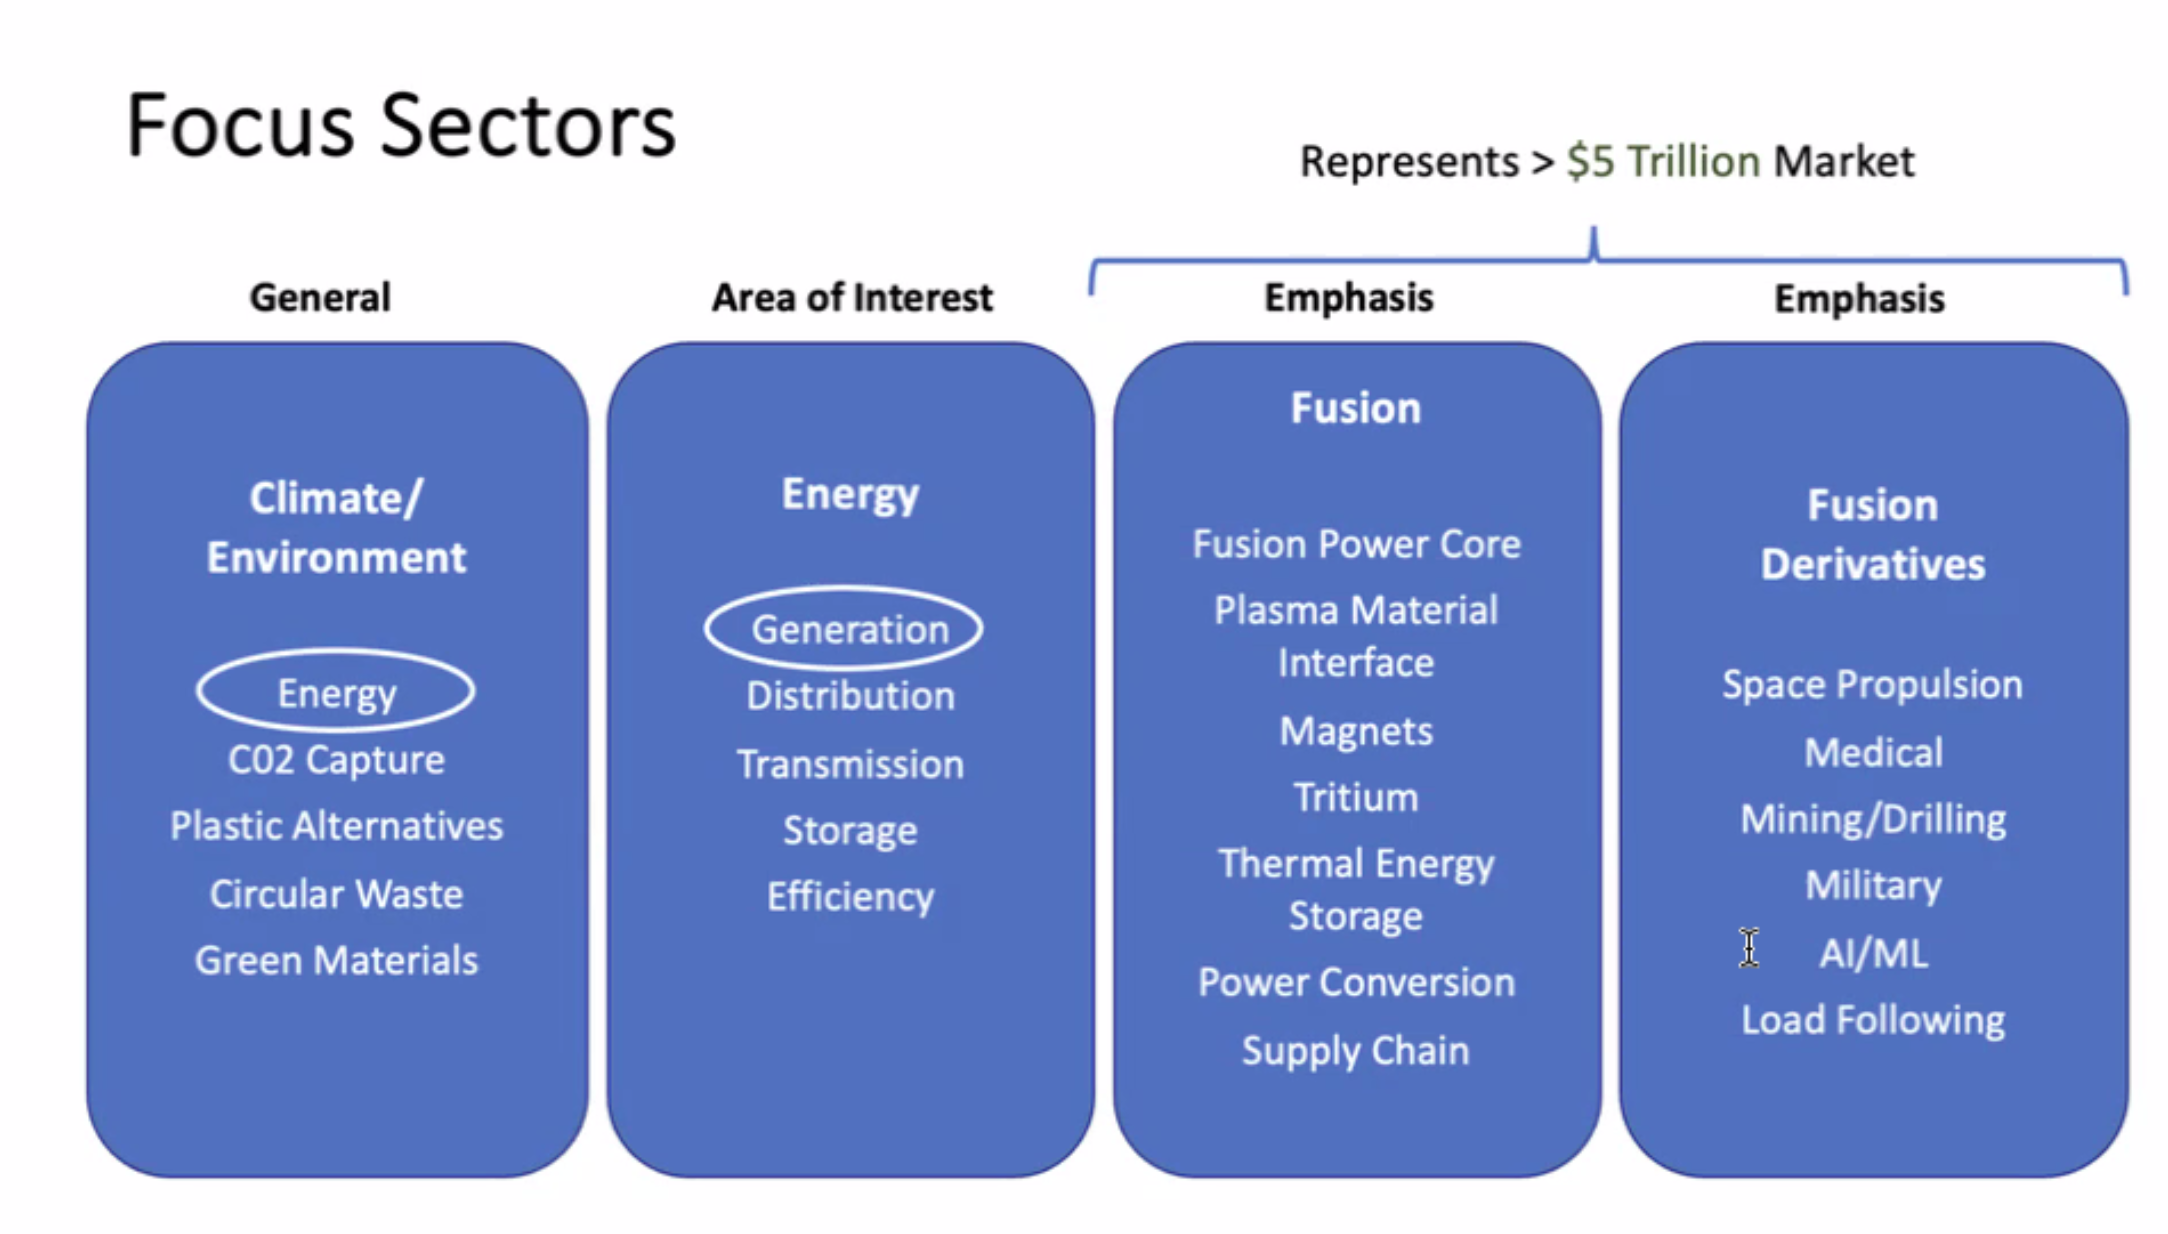 Focus Sectors
Represents > $5 Trillion Market
General
Climate/
Environment
Energy
C02 Capture
Plastic Alternatives
Circular Waste
Green Materials
Area of Interest
Energy
Generation
Distribution
Transmission
Storage
Efficiency
Emphasis
Fusion
Fusion Power Core
Plasma Material
Interface
Magnets
Tritium
Thermal Energy
Storage
Power Conversion
Supply Chain
Emphasis
Fusion
Derivatives
Space Propulsion
Medical
Mining/Drilling
Military
AI/ML
Load Following